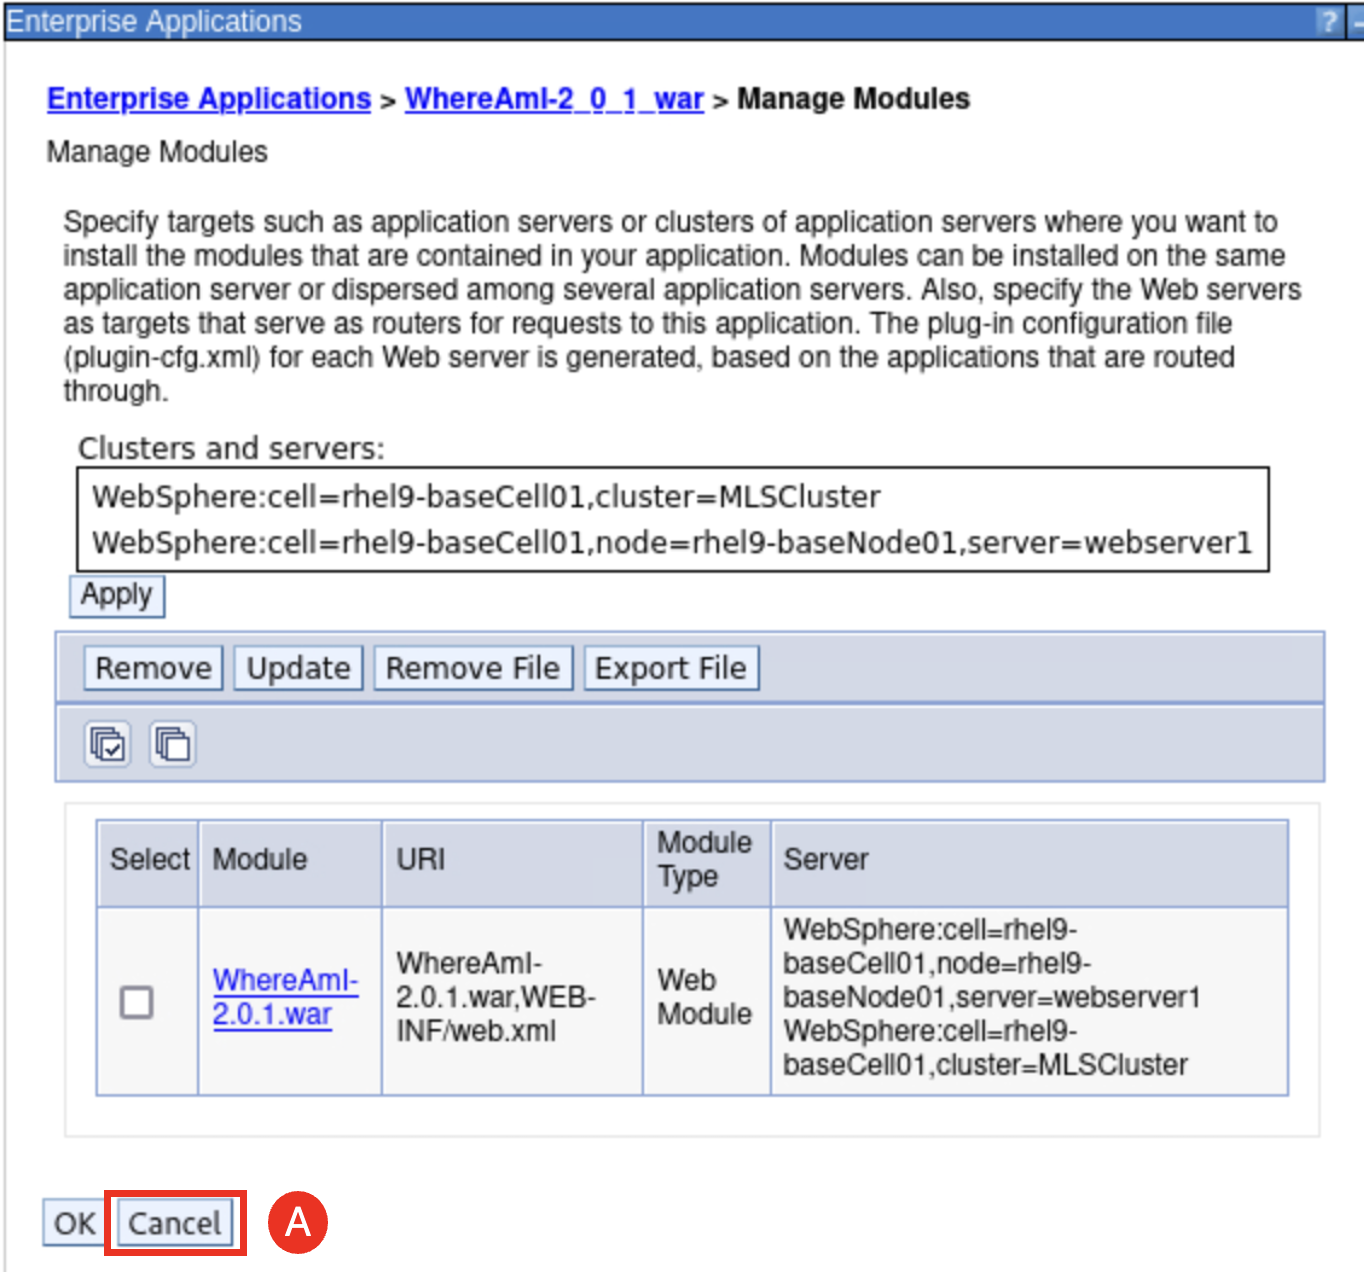 Enterprise Applications ? –
Enterprise Applications > WhereAmI-2_0_1_war > Manage Modules
Manage Modules
Specify targets such as application servers or clusters of application servers where you want to
install the modules that are contained in your application. Modules can be installed on the same
application server or dispersed among several application servers. Also, specify the Web servers
as targets that serve as routers for requests to this application. The plug-in configuration file
(plugin-cfg.xml) for each Web server is generated, based on the applications that are routed
through.
Clusters and servers:
WebSphere:cell=rhel9-baseCell01,cluster=MLSCluster
WebSphere:cell=rhel9-baseCell01,node=rhel9-baseNode01,server=webserver1
Apply
Remove Update Remove File Export File
Select Module URI Module Type Server
WhereAmI-
2.0.1.war
WhereAmI-
2.0.1.war,WEB-
INF/web.xml
Web
Module
WebSphere:cell=rhel9-
baseCell01,node=rhel9-
baseNode01,server=webserver1
WebSphere:cell=rhel9-
baseCell01,cluster=MLSCluster
OK Cancel A